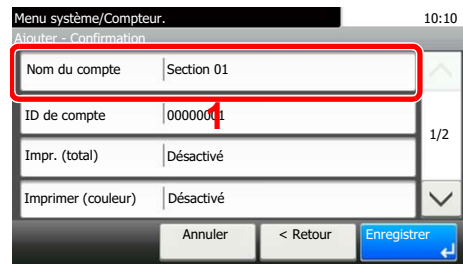 Menu système/Compteur.
10:10
Ajouter - Confirmation
Nom du compte Section 01
ID de compte 00000001
1
1/2
Impr. (total) Désactivé
Imprimer (couleur) Désactivé
Annuler < Retour Enregistrer